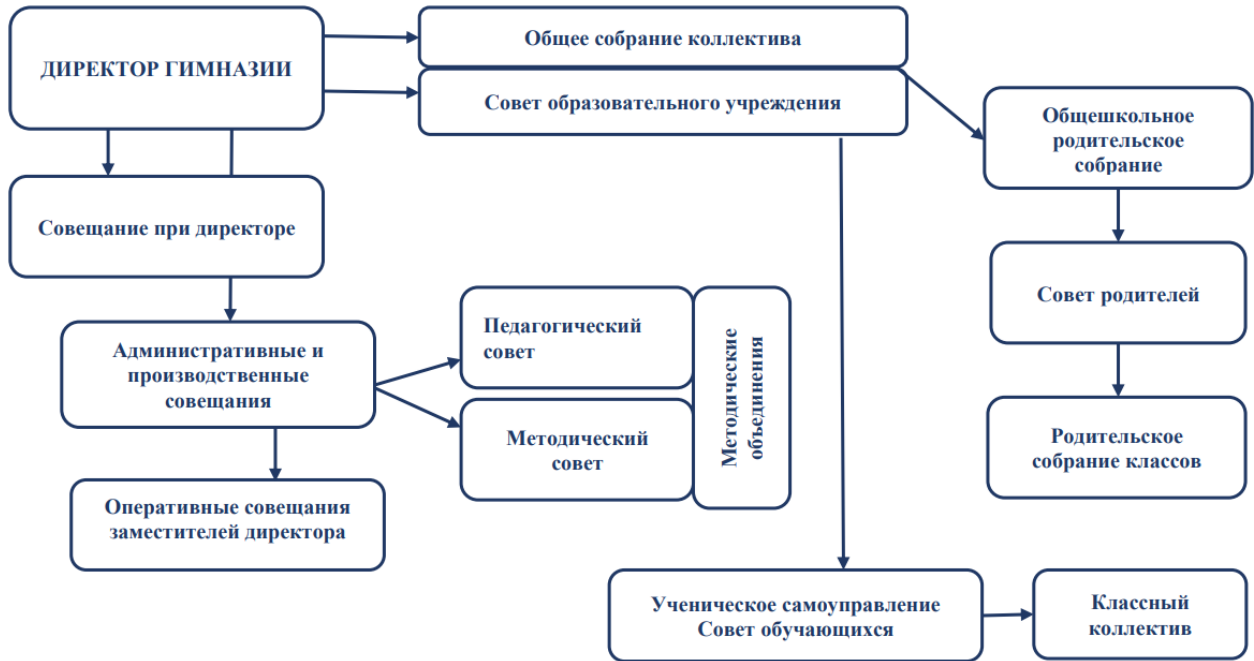 ДИРЕКТОР ГИМНАЗИИ
Общее собрание коллектива
Совет образовательного учреждения
Общешкольное
родительское
собрание
Совещание при директоре
Совет родителей
Административные и
производственные
совещания
Педагогический
совет
Методический
совет
Методические
объединения
Родительское
собрание классов
Оперативные совещания
заместителей директора
Ученическое самоуправление
Совет обучающихся
Классный
коллектив